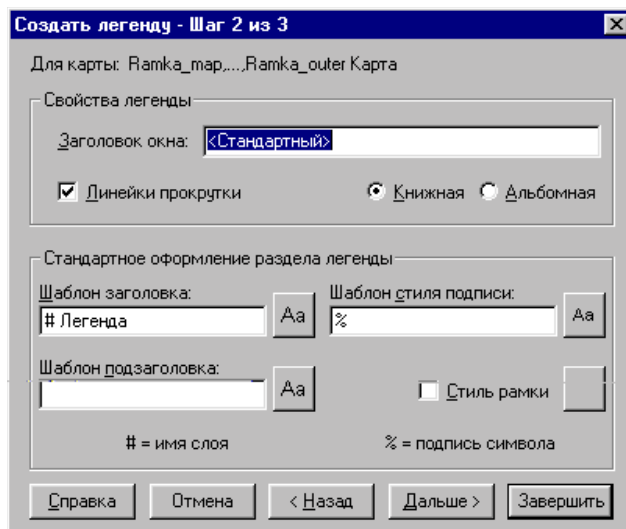 Создать легенду - Шаг 2 из 3
Для карты: Ramka_map,...,Ramka_outer Карта
Свойства легенды
Заголовок окна: <Стандартный>
Линейки прокрутки Книжная Альбомная
Стандартное оформление раздела легенды
Шаблон заголовка: Шаблон стиля подписи:
# Легенда Aa % Aa
Шаблон подзаголовка:
Aa Стиль рамки
# = имя слоя % = подпись символа
Справка Отмена < Назад Дальше > Завершить